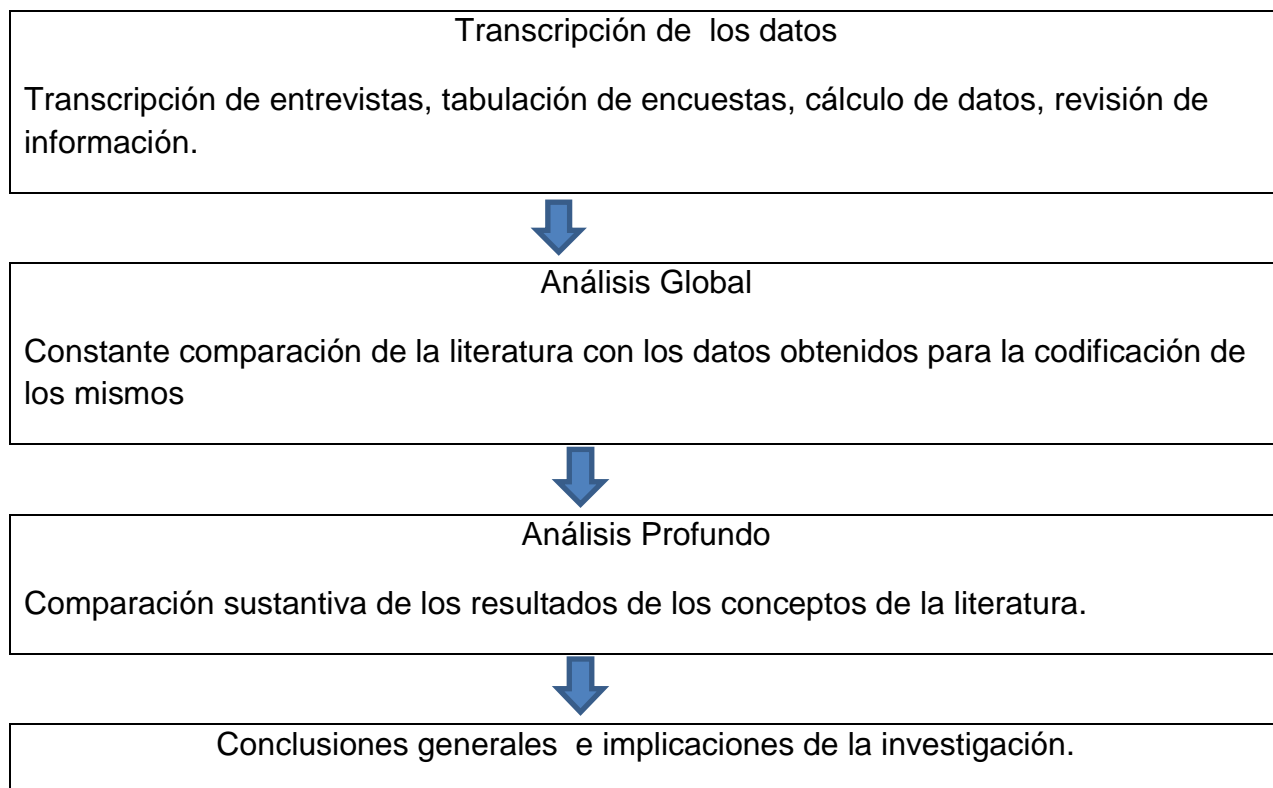 Transcripción de  los datos
Transcripción de entrevistas, tabulación de encuestas, cálculo de datos, revisión de
información.
Análisis Global
Constante comparación de la literatura con los datos obtenidos para la codificación de
los mismos
Análisis Profundo
Comparación sustantiva de los resultados de los conceptos de la literatura.
Conclusiones generales  e implicaciones de la investigación.